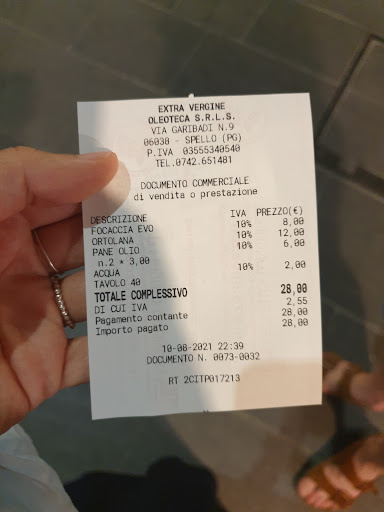 EXTRA VERGINE
OLEOTECA S.R.L.S.
VIA GARIBADI N.9
06038 - SPELLO (PG)
P.IVA 03555340540
TEL.0742.651481
DOCUMENTO COMMERCIALE
di vendita o prestazione
DESCRIZIONE IVA PREZZO(€)
FOCACCIA EVO 10% 8,00
ORTOLANA 10% 12,00
PANE OLIO 10% 6,00
n.2 * 3,00
ACQUA 10% 2,00
TAVOLO 40
TOTALE COMPLESSIVO 28,00
DI CUI IVA 2,55
Pagamento contante 28,00
Importo pagato 28,00
10-08-2021 22:39
DOCUMENTO N. 0073-0032
RT 2CITP017213